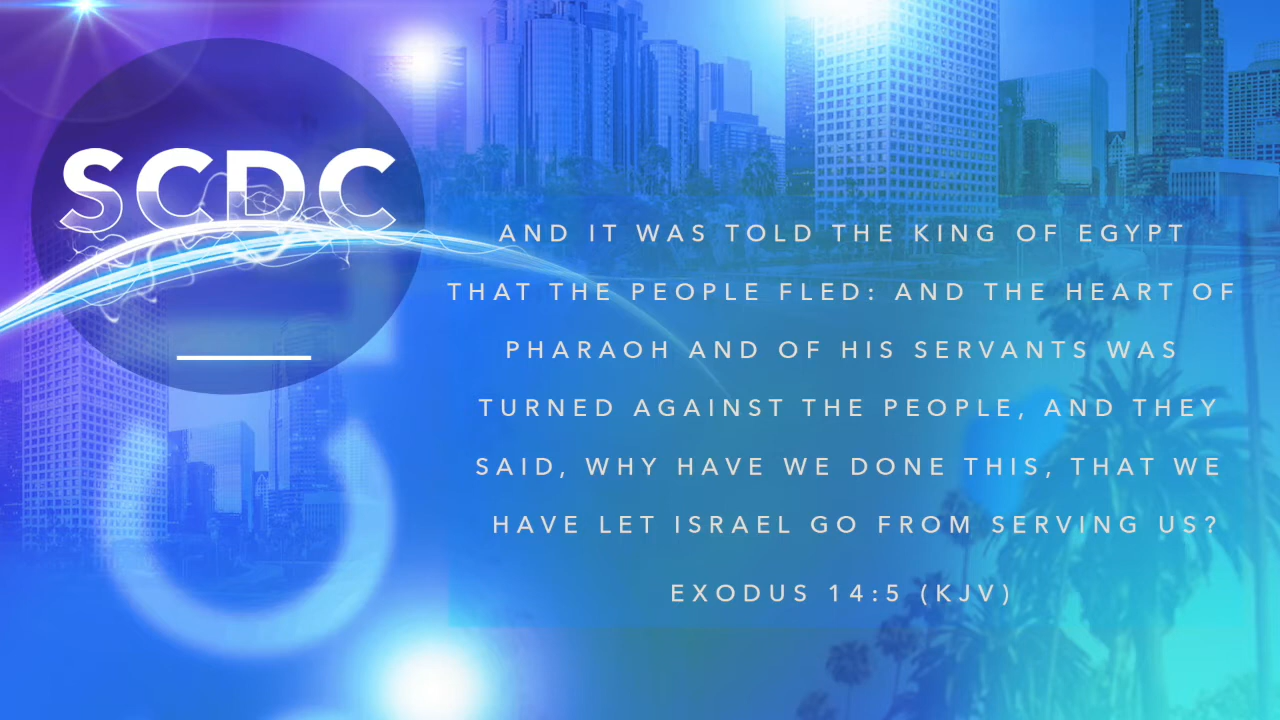 SCDC
AND IT WAS TOLD THE KING OF EGYPT
THAT THE PEOPLE FLED: AND THE HEART OF
PHARAOH AND OF HIS SERVANTS WAS
TURNED AGAINST THE PEOPLE, AND THEY
SAID, WHY HAVE WE DONE THIS, THAT WE
HAVE LET ISRAEL GO FROM SERVING US?
EXODUS 14:5 (KJV)